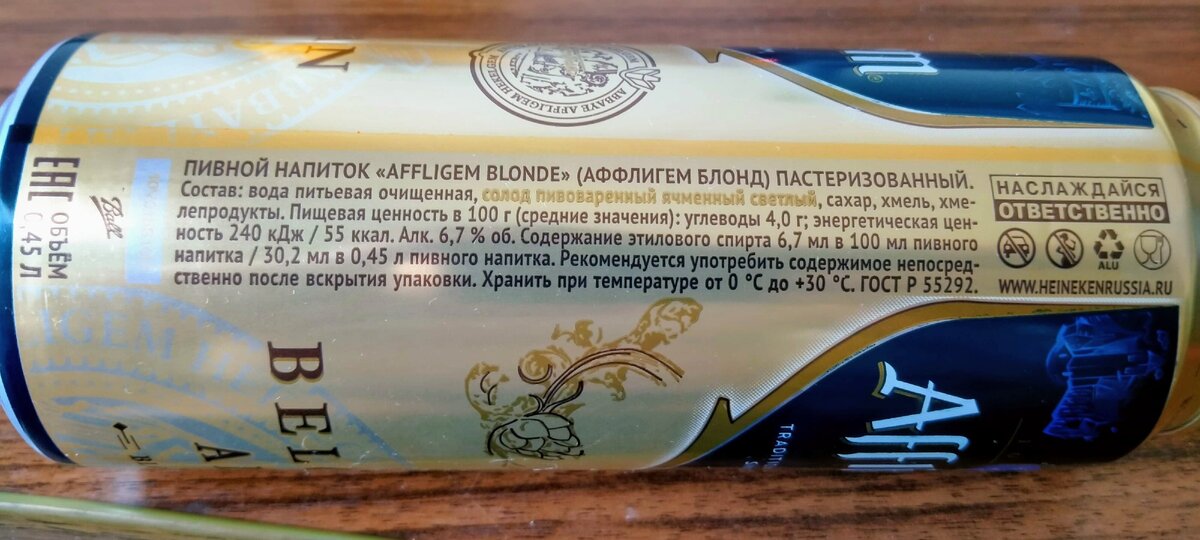 ПИВНОЙ НАПИТОК «AFFLIGEM BLONDE» (АФФЛИГЕМ БЛОНД) ПАСТЕРИЗОВАННЫЙ.
Состав: вода питьевая очищенная, солод пивоваренный ячменный светлый, сахар, хмель, хме-
лепродукты. Пищевая ценность в 100 г (средние значения): углеводы 4,0 г; энергетическая цен-
ность 240 кДж / 55 ккал. Алк. 6,7 % об. Содержание этилового спирта 6,7 мл в 100 мл пивного
напитка / 30,2 мл в 0,45 л пивного напитка. Рекомендуется употребить содержимое непосред-
ственно после вскрытия упаковки. Хранить при температуре от 0 °С до +30 °С. ГОСТ Р 55292.
НАСЛАЖДАЙСЯ
ОТВЕТСТВЕННО
ALU
WWW.HEINEKENRUSSIA.RU
EAC
ОБЪЁМ
0,45 Л
Ball
ABBAYE AFFLIGEM
BEL
A
Aff
m®
IN